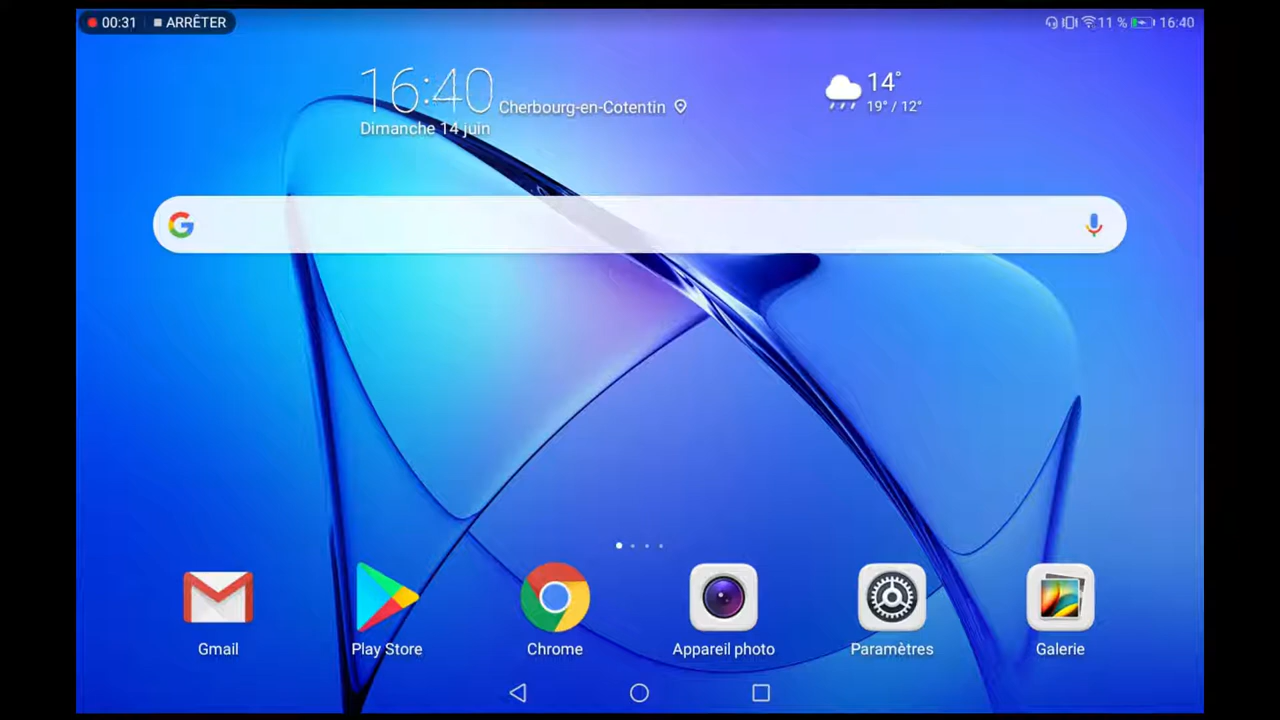 00:31 ARRÊTER
11 % 16:40
16:40
Cherbourg-en-Cotentin
Dimanche 14 juin
14°
19° / 12°
Gmail
Play Store
Chrome
Appareil photo
Paramètres
Galerie